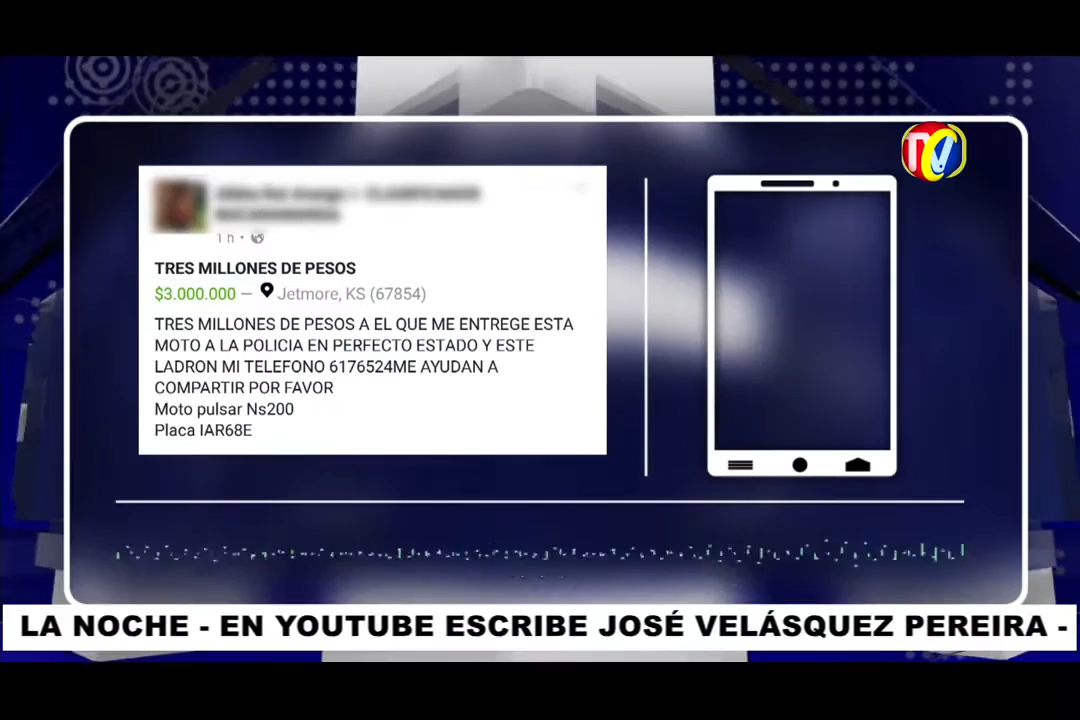 TCV!
1 h ·
TRES MILLONES DE PESOS
$3.000.000 — Jetmore, KS (67854)
TRES MILLONES DE PESOS A EL QUE ME ENTREGE ESTA
MOTO A LA POLICIA EN PERFECTO ESTADO Y ESTE
LADRON MI TELEFONO 6176524ME AYUDAN A
COMPARTIR POR FAVOR
Moto pulsar Ns200
Placa IAR68E
LA NOCHE - EN YOUTUBE ESCRIBE JOSÉ VELÁSQUEZ PEREIRA -